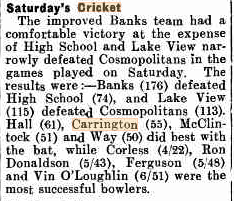 Saturday's Cricket
The improved Banks team had a
comfortable victory at the expense
of High School and Lake View nar-
rowly defeated Cosmopolitans in the
games played on Saturday. The
results were :—Banks (176) defeated
High School (74), and Lake View
(115) defeated Cosmopolitans (113).
Hall (61), Carrington (55), McClin-
tock (51) and Way (50) did best with
the bat, while Corless (4/22), Ron
Donaldson (5/43), Ferguson (5/48)
and Vin O'Loughlin (6/51) were the
most successful bowlers.